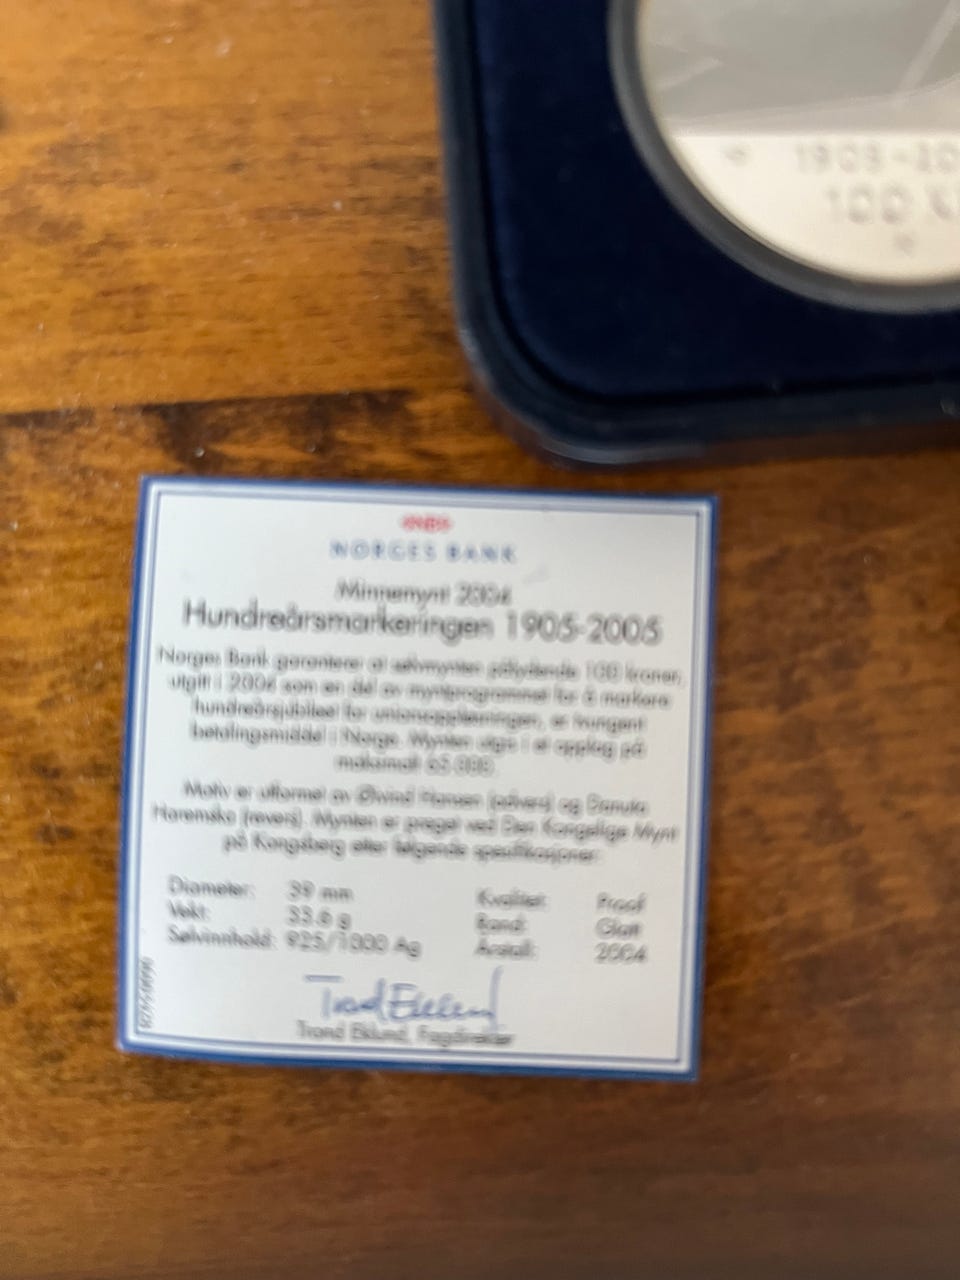 1905-20
100 K
NORGES BANK
Minnemynt 2004
Hundreårsmarkeringen 1905-2005
Norges Bank garanterer at sølvmynten pålydende 100 kroner,
utgitt i 2004 som en del av myntprogrammet for å markere
hundreårsjubileet for unionsoppløsningen, er tvungent
betalingsmiddel i Norge. Mynten utgis i et opplag på
maksimalt 65 000.
Motiv er utformet av Øivind Hansen (advers) og Danuta
Haremska (revers). Mynten er preget ved Den Kongelige Mynt
på Kongsberg etter følgende spesifikasjoner:
Diameter: 39 mm Kvalitet: Proof
Vekt: 33.6 g Rand: Glatt
Sølvinnhold: 925/1000 Ag Årstall: 2004
Trond Eklund
Trond Eklund, Fagdirektør